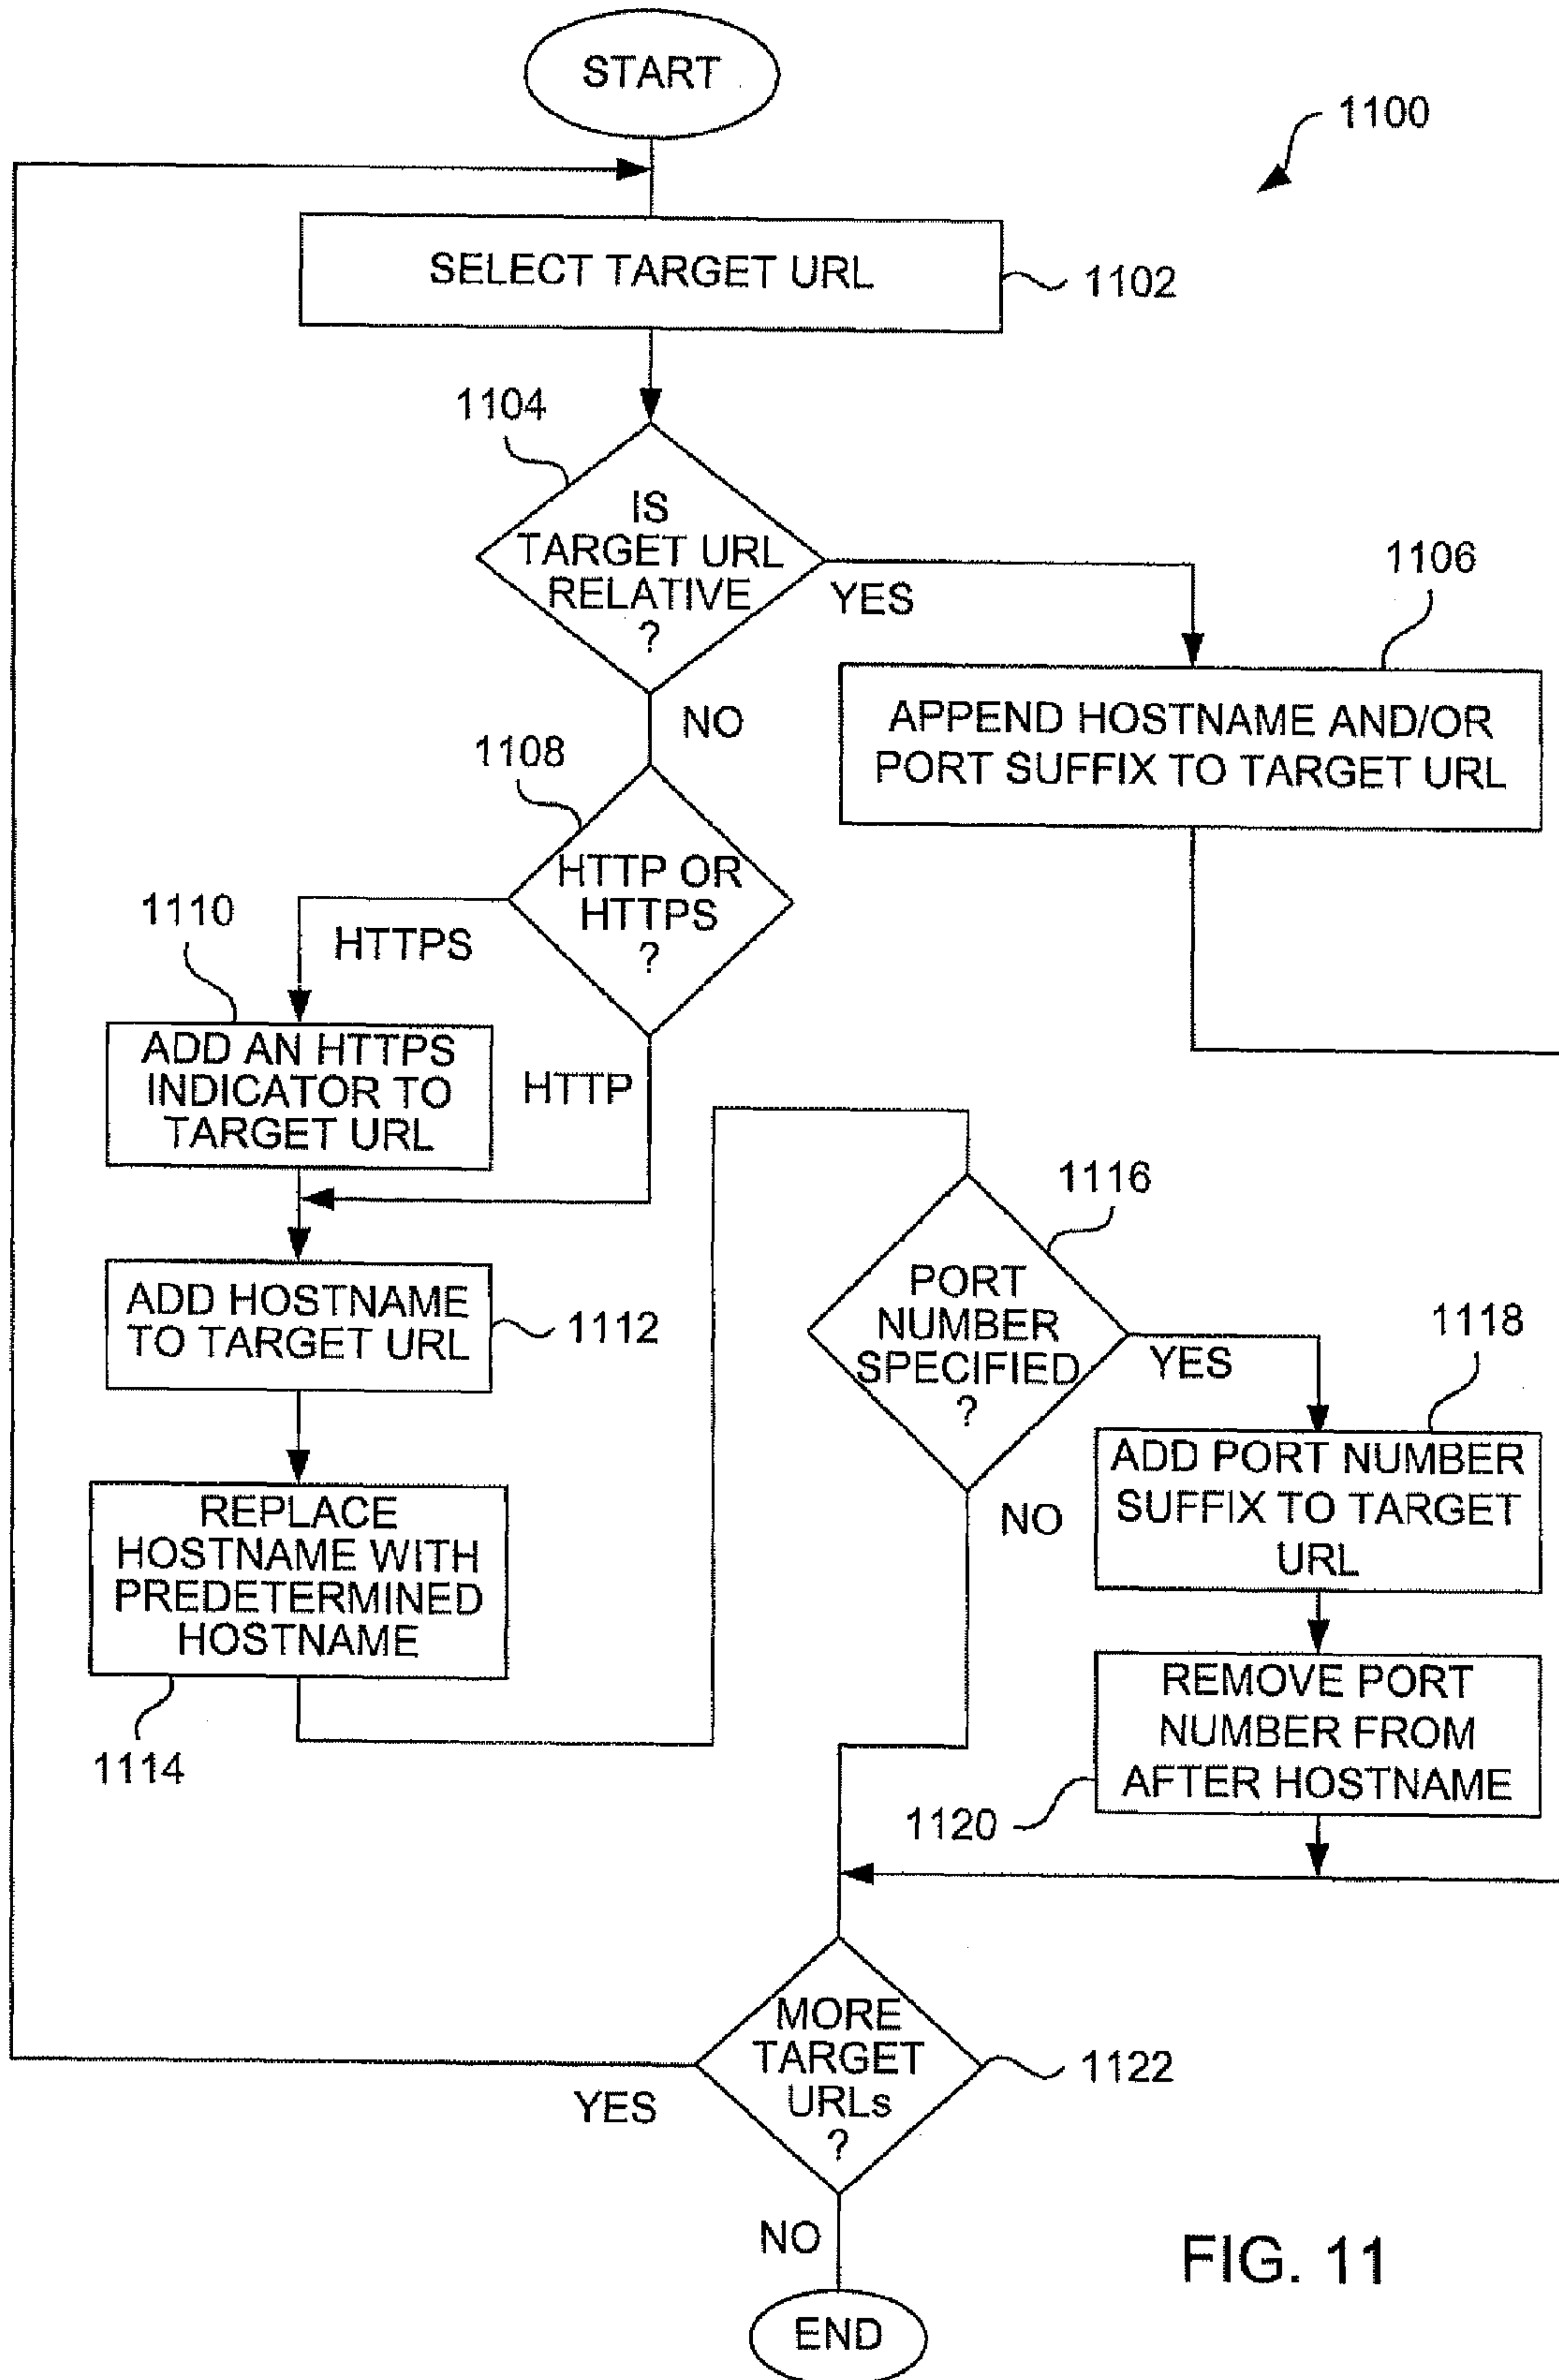 START
1100
SELECT TARGET URL
1102
1104
IS
TARGET URL
RELATIVE
?
YES
NO
1106
APPEND HOSTNAME AND/OR
PORT SUFFIX TO TARGET URL
1108
HTTP OR
HTTPS
?
HTTPS
HTTP
1110
ADD AN HTTPS
INDICATOR TO
TARGET URL
ADD HOSTNAME
TO TARGET URL
1112
REPLACE
HOSTNAME WITH
PREDETERMINED
HOSTNAME
1114
1116
PORT
NUMBER
SPECIFIED
?
YES
NO
1118
ADD PORT NUMBER
SUFFIX TO TARGET
URL
REMOVE PORT
NUMBER FROM
AFTER HOSTNAME
1120
MORE
TARGET
URLs
?
1122
YES
NO
END
FIG. 11